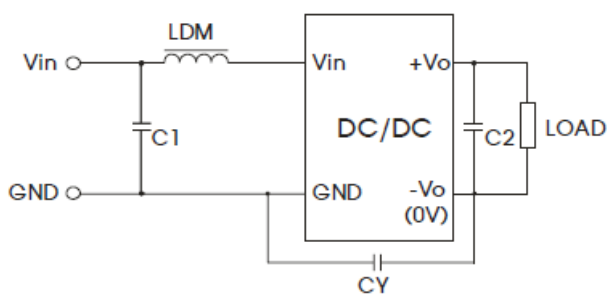 LDM
Vin
Vin
+Vo
C1
DC/DC
C2
LOAD
GND
GND
-Vo
(0V)
CY